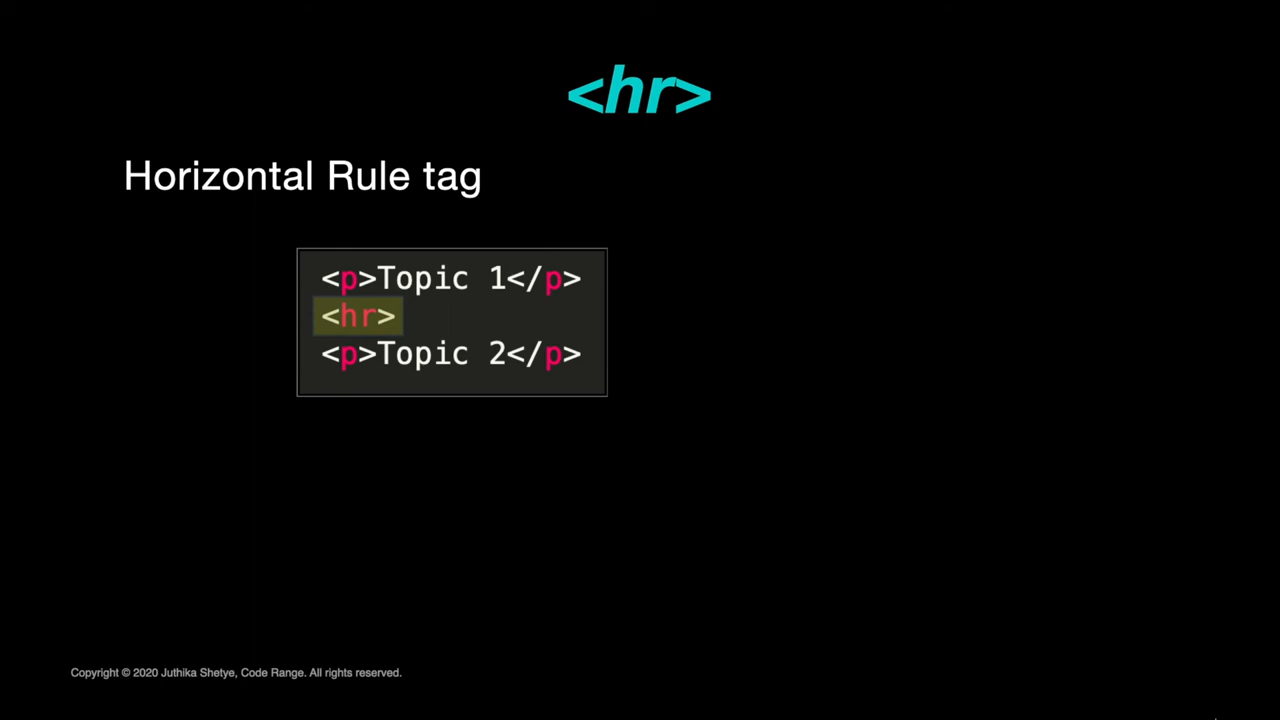 <hr>
Horizontal Rule tag
<p>Topic 1</p>
<hr>
<p>Topic 2</p>
Copyright © 2020 Juthika Shetye, Code Range. All rights reserved.